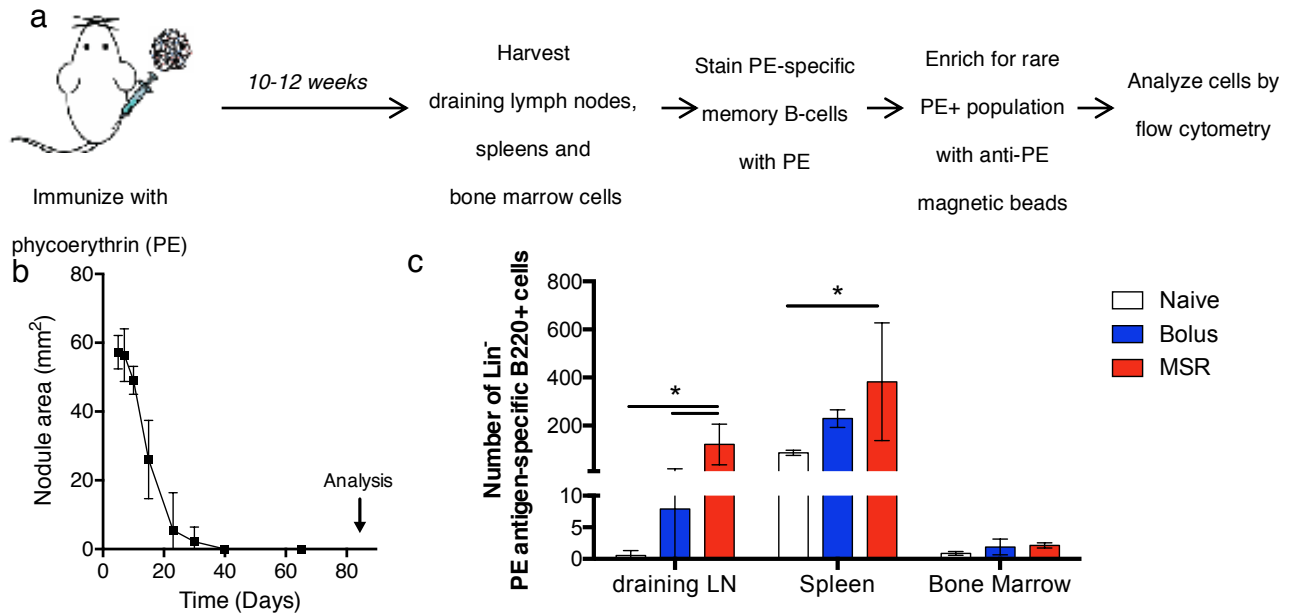 a
10-12 weeks
Immunize with
phycoerythrin (PE)
Harvest
draining lymph nodes,
spleens and
bone marrow cells
Stain PE-specific
memory B-cells
with PE
Enrich for rare
PE+ population
with anti-PE
magnetic beads
Analyze cells by
flow cytometry
b
Nodule area (mm²)
80
60
40
20
0
0 20 40 60 80
Time (Days)
Analysis
c
Number of Lin⁻
PE antigen-specific B220+ cells
800
600
400
200
10
5
0
* *
draining LN Spleen Bone Marrow
Naive
Bolus
MSR